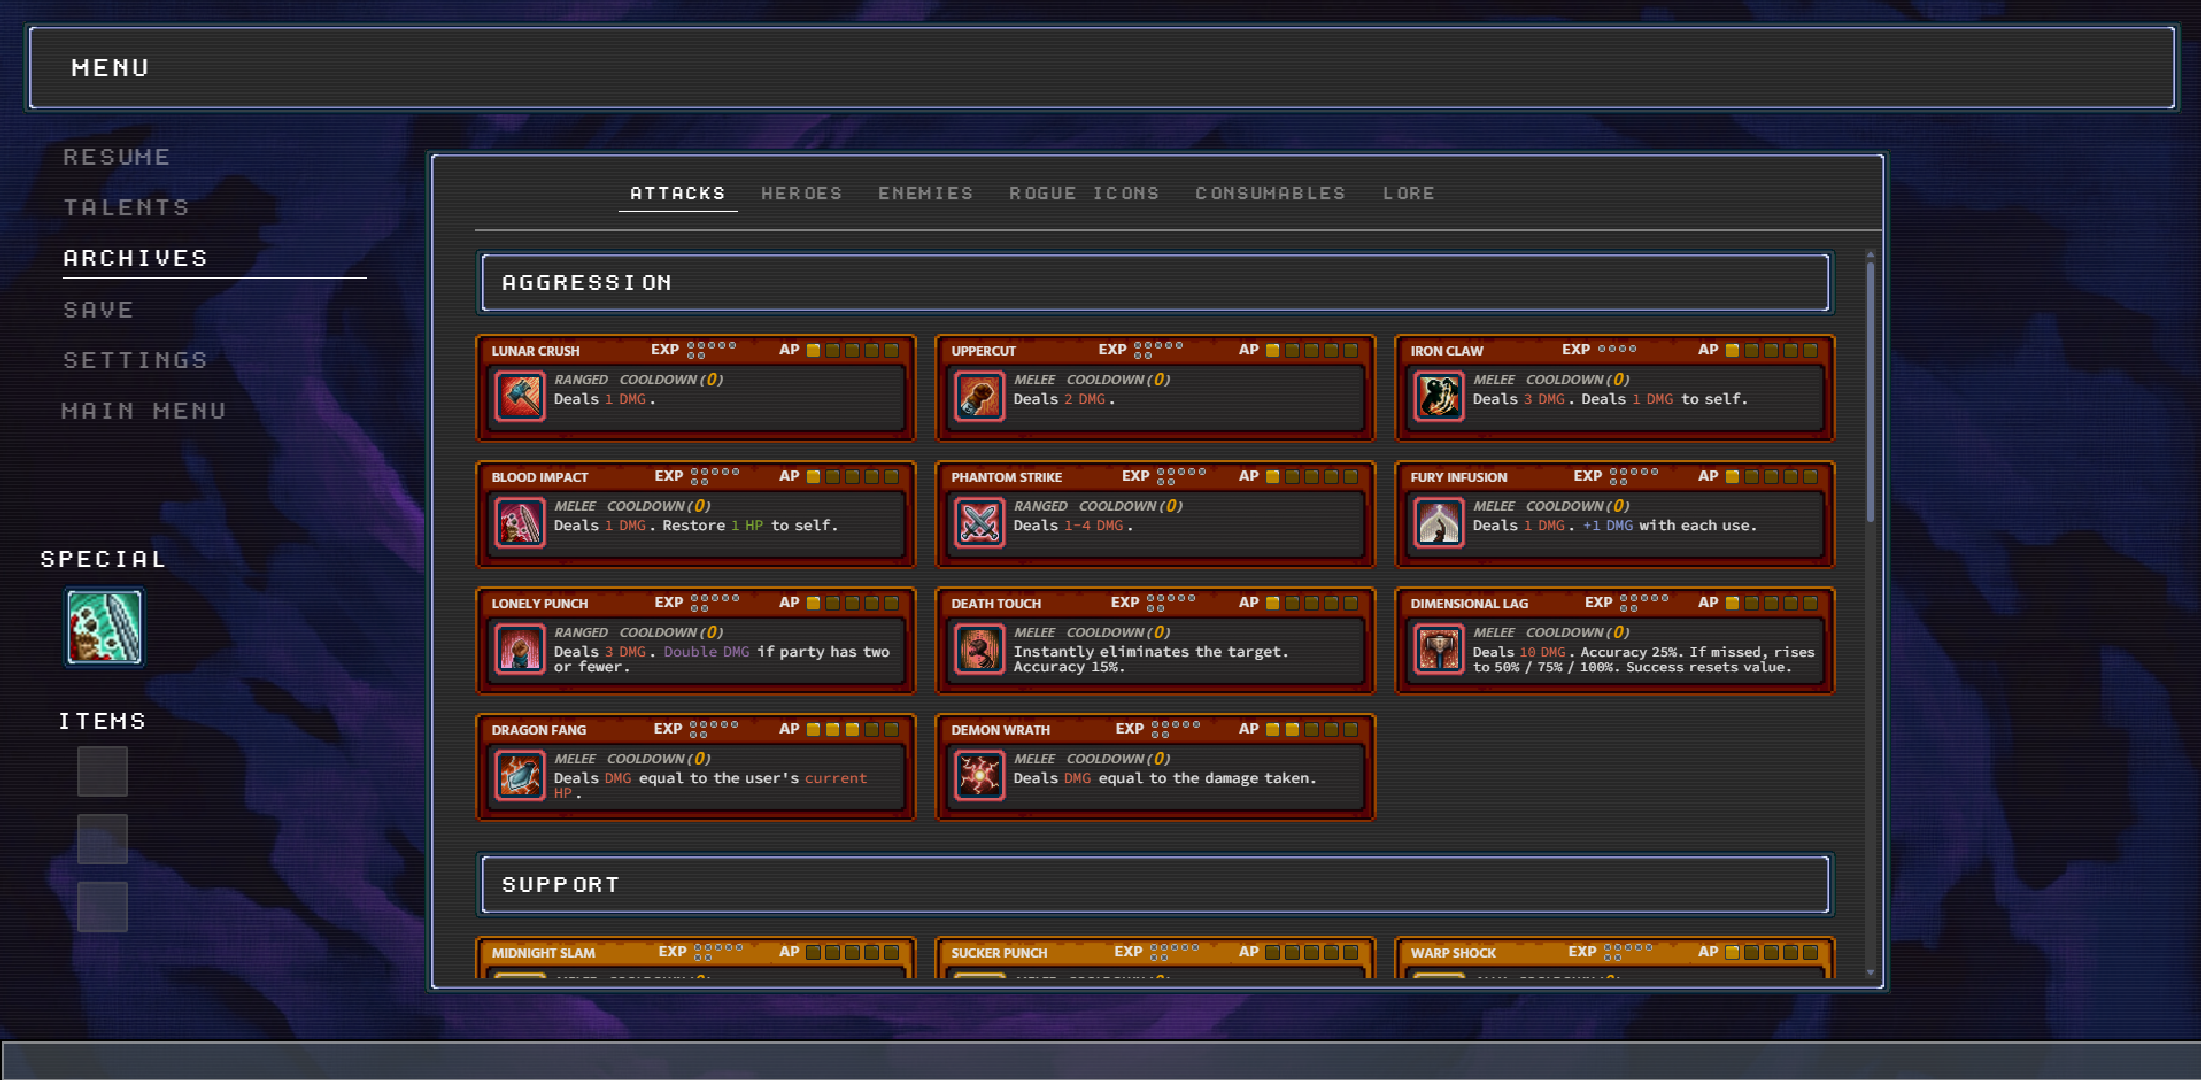 MENU
RESUME
TALENTS
ARCHIVES
SAVE
SETTINGS
MAIN MENU
SPECIAL
ITEMS
ATTACKS HEROES ENEMIES ROGUE ICONS CONSUMABLES LORE
AGGRESSION
LUNAR CRUSH EXP AP
RANGED COOLDOWN(0)
Deals 1 DMG.
UPPERCUT EXP AP
MELEE COOLDOWN(0)
Deals 2 DMG.
IRON CLAW EXP AP
MELEE COOLDOWN(0)
Deals 3 DMG. Deals 1 DMG to self.
BLOOD IMPACT EXP AP
MELEE COOLDOWN(0)
Deals 1 DMG. Restore 1 HP to self.
PHANTOM STRIKE EXP AP
RANGED COOLDOWN(0)
Deals 1-4 DMG.
FURY INFUSION EXP AP
MELEE COOLDOWN(0)
Deals 1 DMG. +1 DMG with each use.
LONELY PUNCH EXP AP
RANGED COOLDOWN(0)
Deals 3 DMG. Double DMG if party has two
or fewer.
DEATH TOUCH EXP AP
MELEE COOLDOWN(0)
Instantly eliminates the target.
Accuracy 15%.
DIMENSIONAL LAG EXP AP
MELEE COOLDOWN(0)
Deals 10 DMG. Accuracy 25%. If missed, rises
to 50% / 75% / 100%. Success resets value.
DRAGON FANG EXP AP
MELEE COOLDOWN(0)
Deals DMG equal to the user's current
HP.
DEMON WRATH EXP AP
MELEE COOLDOWN(0)
Deals DMG equal to the damage taken.
SUPPORT
MIDNIGHT SLAM EXP AP
SUCKER PUNCH EXP AP
WARP SHOCK EXP AP